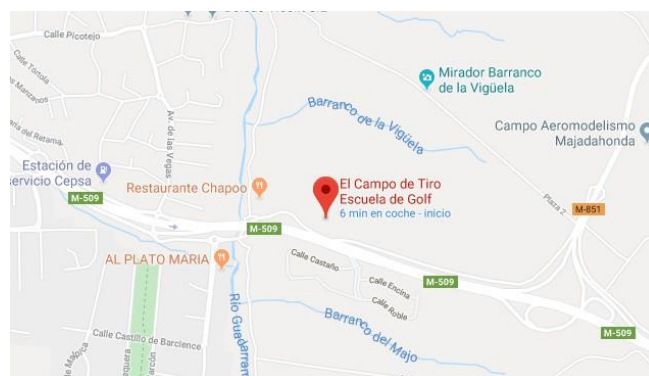 Calle Picotejo
Mirador Barranco
de la Vigüela
Barranco de la Vigüela
Campo Aeromodelismo
Majadahonda
Calle Tórtola
Av. de las Vegas
Estación de
servicio Cepsa
Restaurante Chapoo
El Campo de Tiro
Escuela de Golf
6 min en coche - inicio
Plaza 2
M-851
M-509
M-509
AL PLATO MARIA
Calle Castaño
Calle Encina
M-509
Calle Roble
M-509
Barranco del Majo
Río Guadarram
Calle Castillo de Barcience